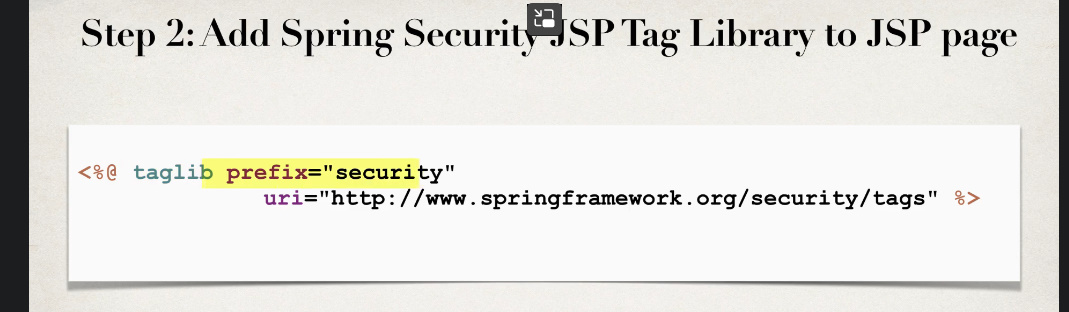 Step 2: Add Spring Security JSP Tag Library to JSP page
<%@ taglib prefix="security"
uri="http://www.springframework.org/security/tags" %>